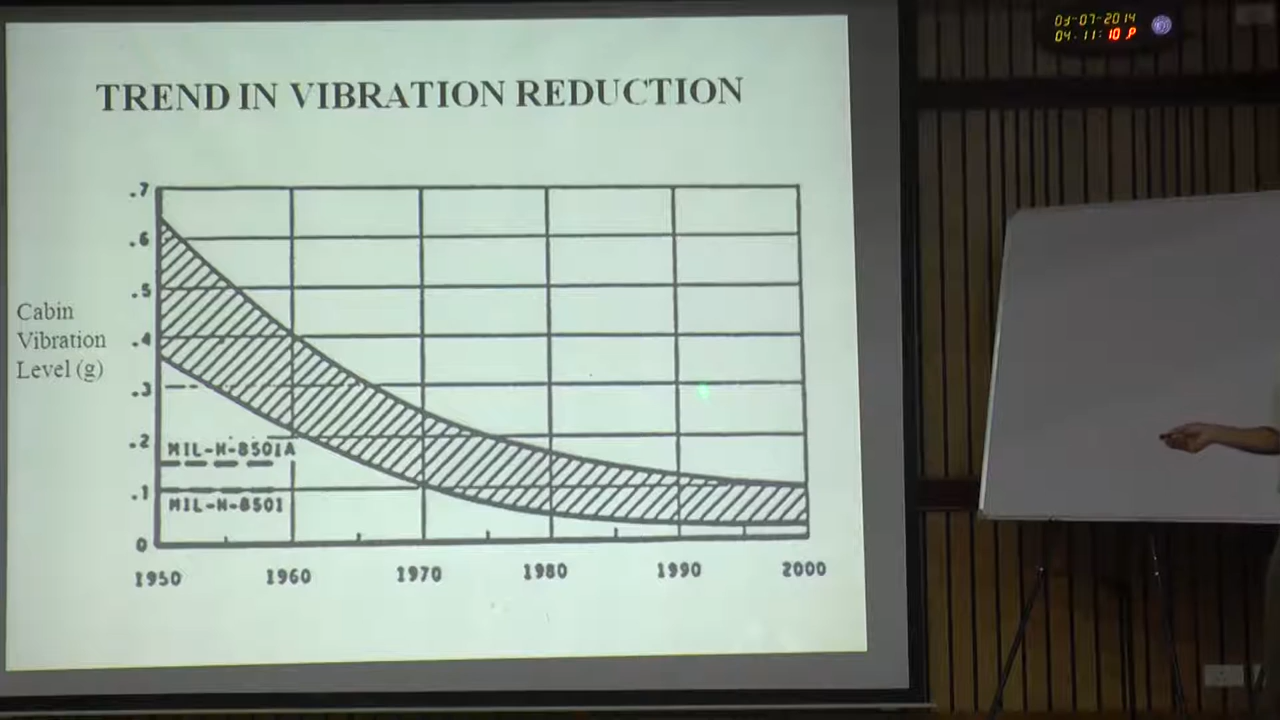 TREND IN VIBRATION REDUCTION
Cabin
Vibration
Level (g)
.7
.6
.5
.4
.3
.2
.1
0
MIL-H-8501A
MIL-H-8501
1950 1960 1970 1980 1990 2000
03-07-2014
04-11:10 P